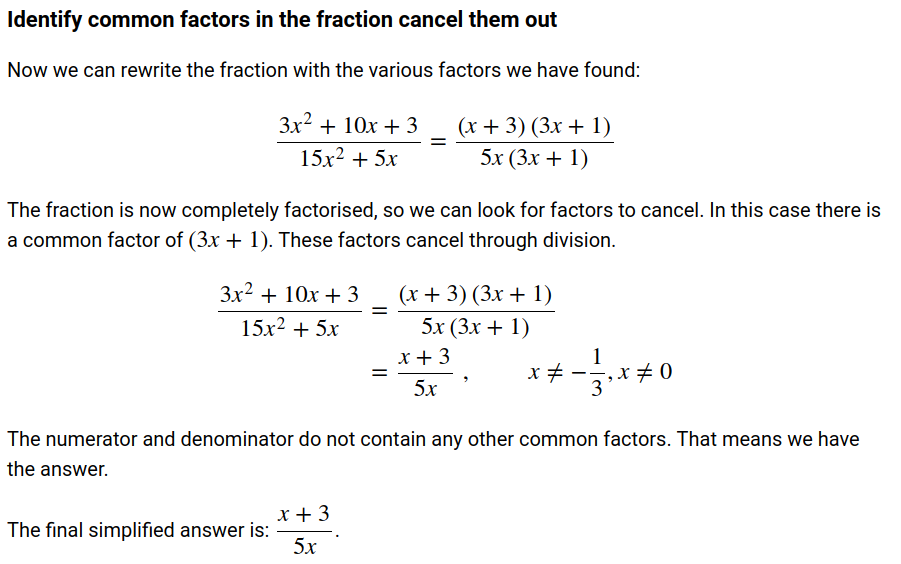 Identify common factors in the fraction cancel them out
Now we can rewrite the fraction with the various factors we have found:
\frac{3x^2 + 10x + 3}{15x^2 + 5x} = \frac{(x + 3)(3x + 1)}{5x(3x + 1)}
The fraction is now completely factorised, so we can look for factors to cancel. In this case there is
a common factor of (3x + 1). These factors cancel through division.
\frac{3x^2 + 10x + 3}{15x^2 + 5x} = \frac{(x + 3)(3x + 1)}{5x(3x + 1)}
= \frac{x + 3}{5x}, x ≠ -\frac{1}{3}, x ≠ 0
The numerator and denominator do not contain any other common factors. That means we have
the answer.
The final simplified answer is: \frac{x + 3}{5x}.